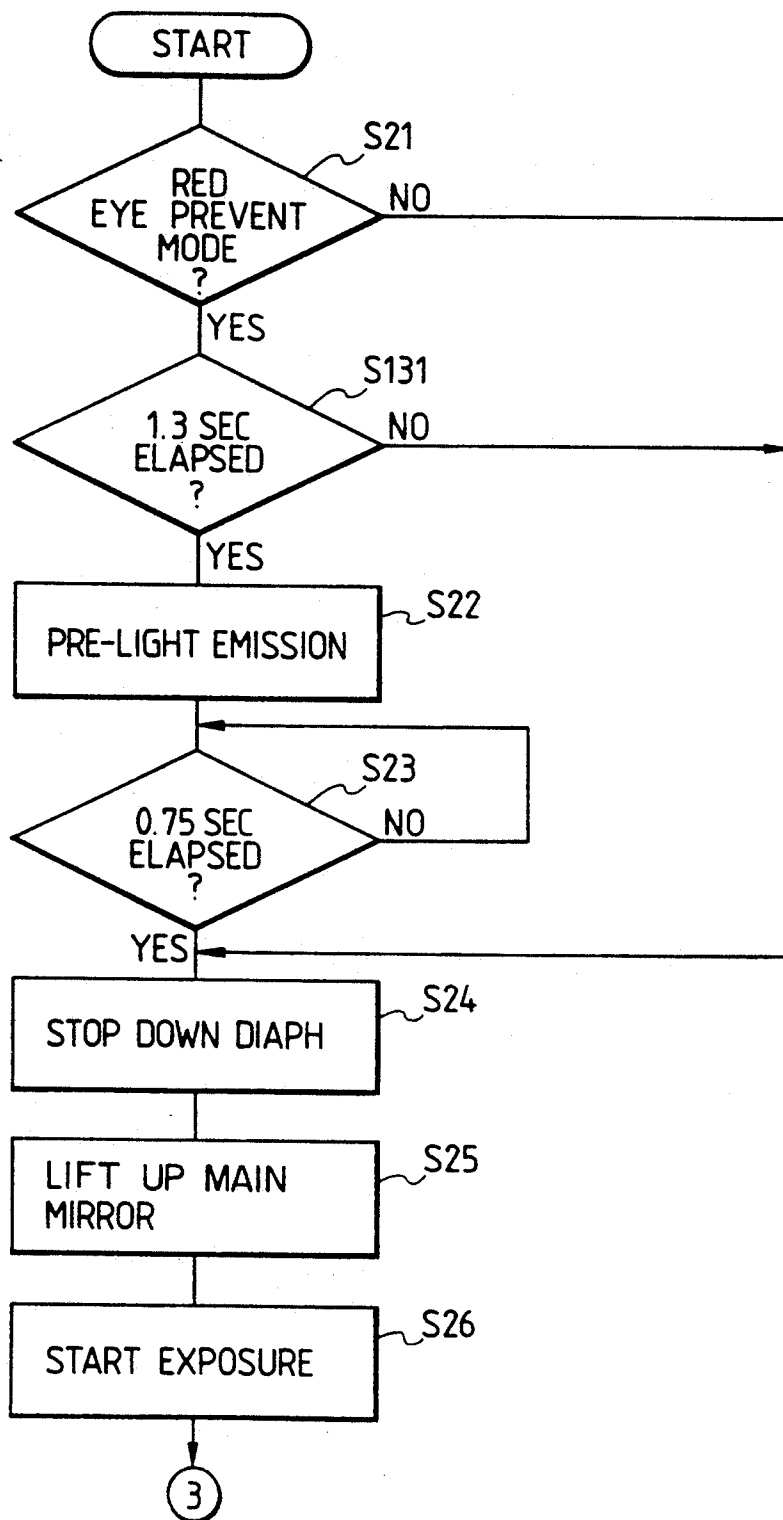 START
S21
RED
EYE PREVENT
MODE
?
NO
YES
S131
1.3 SEC
ELAPSED
?
NO
YES
S22
PRE-LIGHT EMISSION
S23
0.75 SEC
ELAPSED
?
NO
YES
S24
STOP DOWN DIAPH
S25
LIFT UP MAIN
MIRROR
S26
START EXPOSURE
3